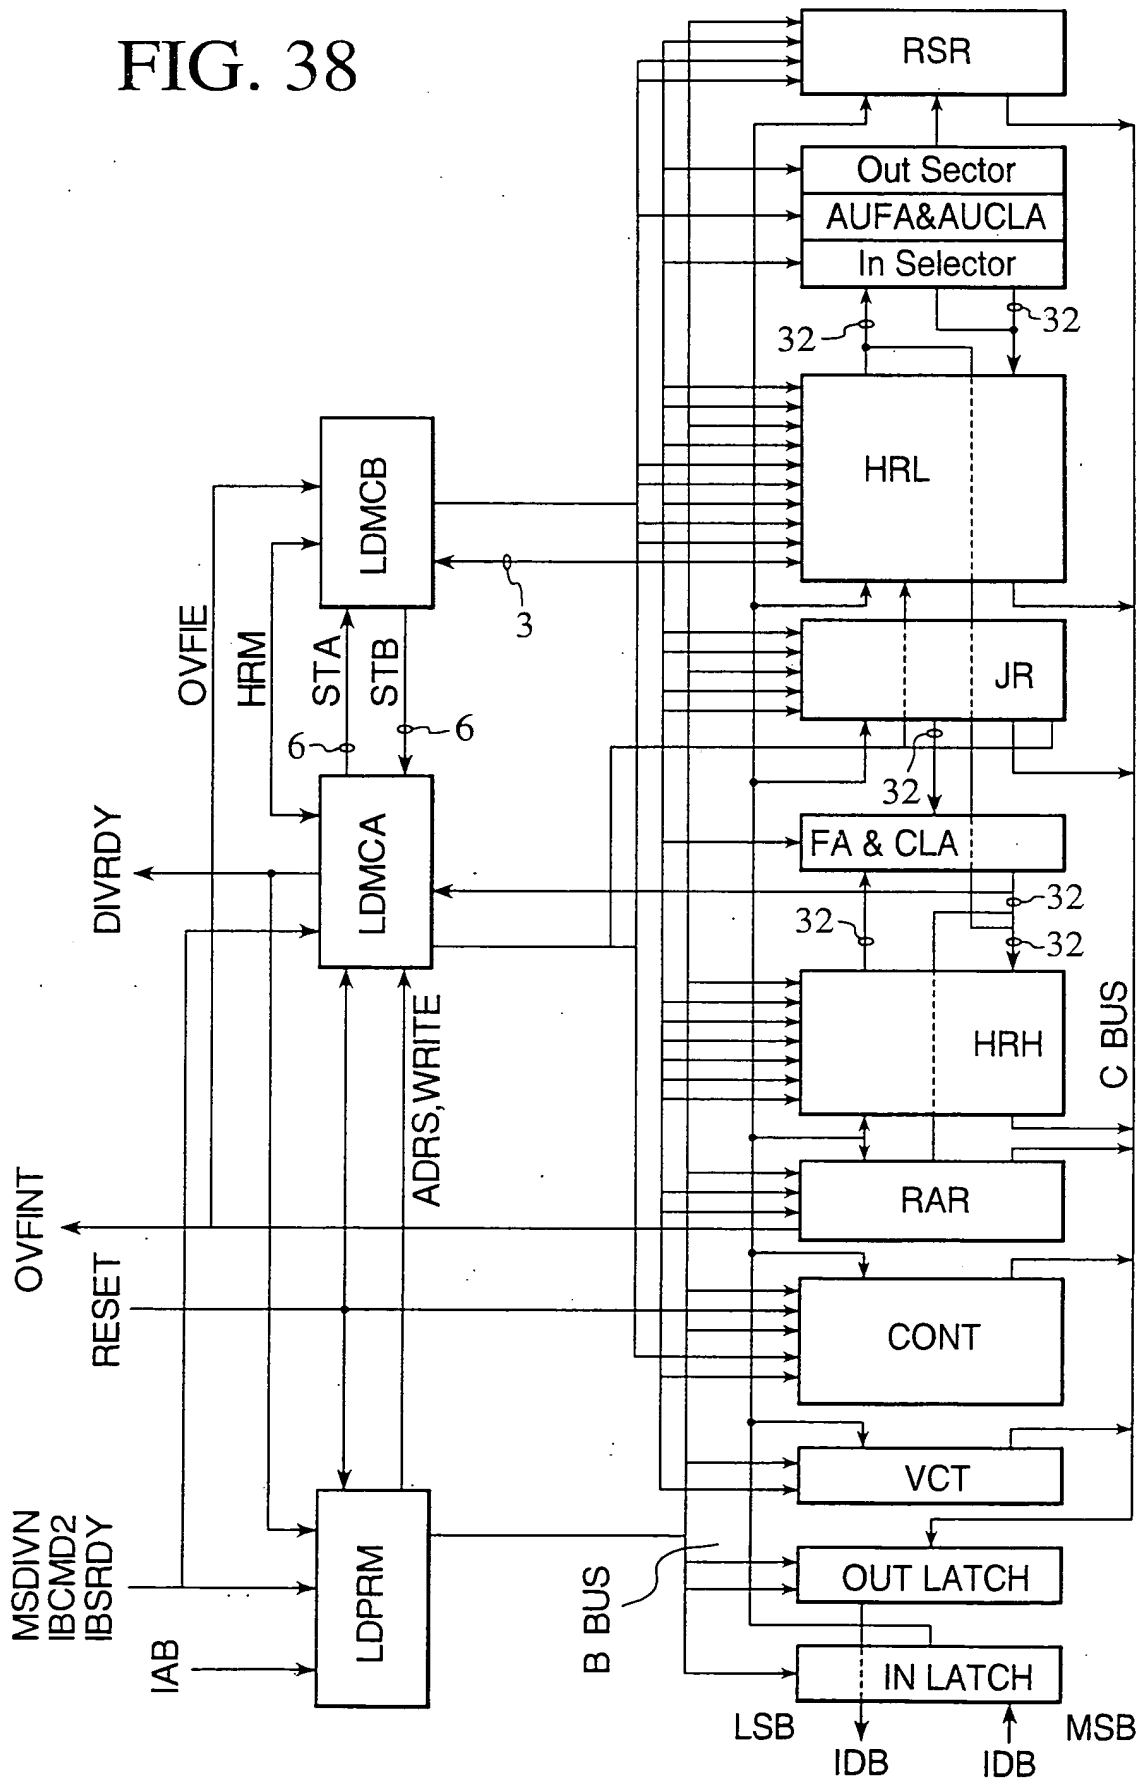 FIG. 38
RSR
Out Sector
AUFA&AUCLA
In Selector
32
32
HRL
LDMCB
3
OVFIE
HRM
STA
STB
6
6
JR
32
DIVRDY
LDMCA
FA & CLA
32
32
32
ADRS,WRITE
HRH
C BUS
OVFINT
RAR
RESET
CONT
VCT
MSDIVN
IBCMD2
IBSRDY
IAB
LDPRM
B BUS
OUT LATCH
IN LATCH
LSB
MSB
IDB
IDB